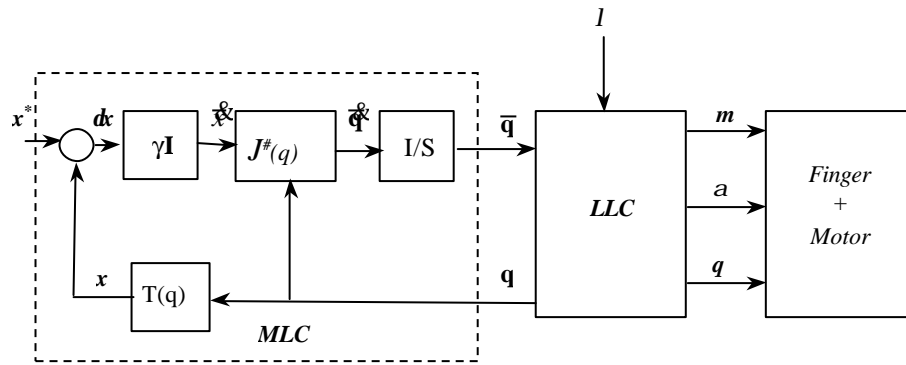 l
x* dx γI x̄& J#(q) q̄& I/S q̄
LLC
m
a
q
Finger
+
Motor
x T(q) q
MLC